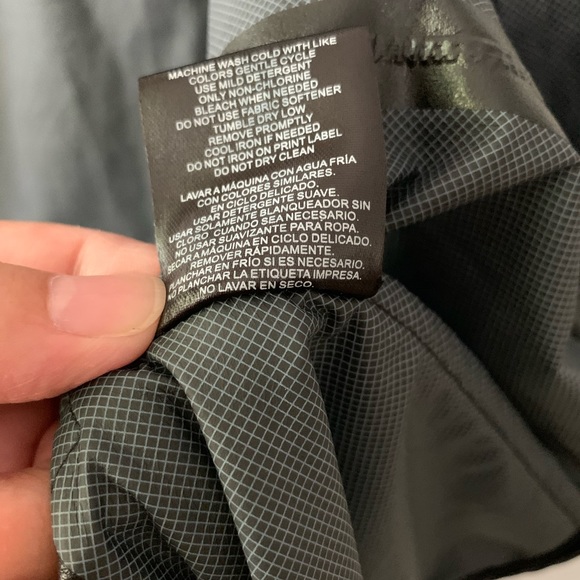 MACHINE WASH COLD WITH LIKE
COLORS GENTLE CYCLE
USE MILD DETERGENT
ONLY NON-CHLORINE
BLEACH WHEN NEEDED
DO NOT USE FABRIC SOFTENER
TUMBLE DRY LOW
REMOVE PROMPTLY
COOL IRON IF NEEDED
DO NOT IRON ON PRINT LABEL
DO NOT DRY CLEAN
LAVAR A MÁQUINA CON AGUA FRÍA
CON COLORES SIMILARES.
EN CICLO DELICADO.
USAR DETERGENTE SUAVE.
USAR SOLAMENTE BLANQUEADOR SIN
CLORO CUANDO SEA NECESARIO.
NO USAR SUAVIZANTE PARA ROPA.
SECAR A MÁQUINA EN CICLO DELICADO.
REMOVER RÁPIDAMENTE.
PLANCHAR EN FRÍO SI ES NECESARIO.
NO PLANCHAR LA ETIQUETA IMPRESA.
NO LAVAR EN SECO.